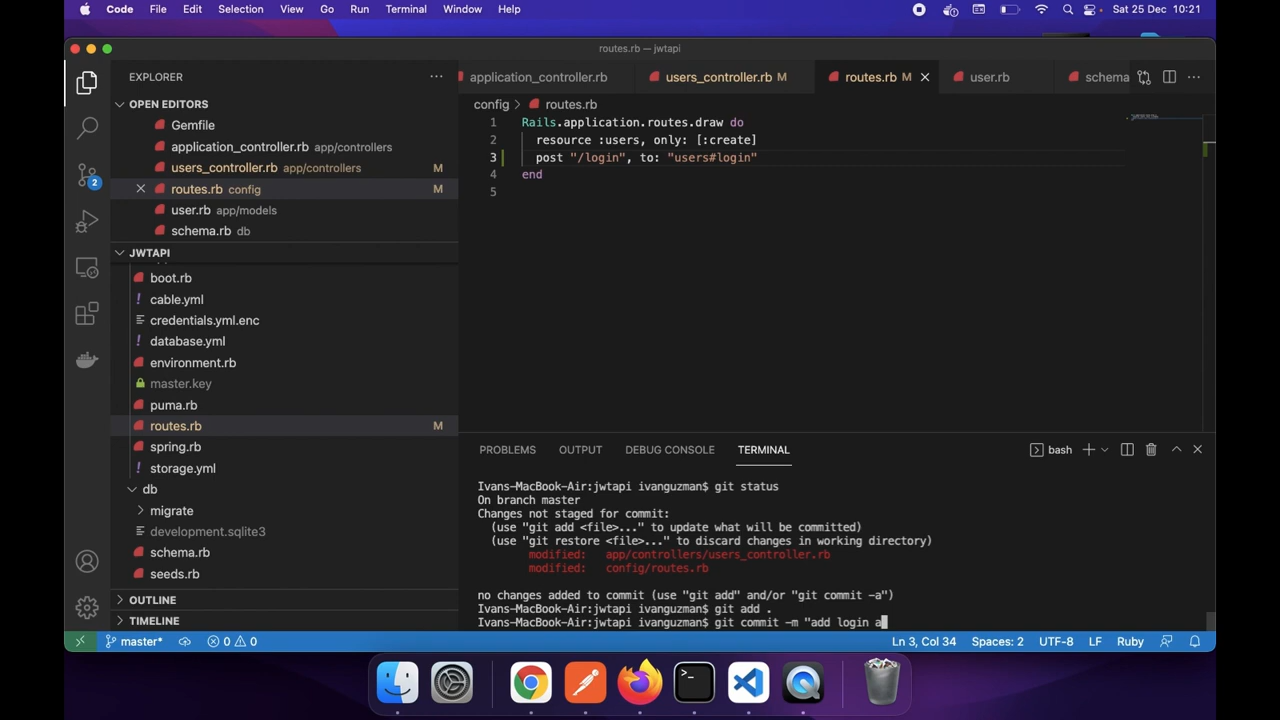 Code File Edit Selection View Go Run Terminal Window Help Sat 25 Dec 10:21
routes.rb — jwtapi
EXPLORER
OPEN EDITORS
Gemfile
application_controller.rb app/controllers
users_controller.rb app/controllers M
routes.rb config M
user.rb app/models
schema.rb db
JWTAPI
boot.rb
cable.yml
credentials.yml.enc
database.yml
environment.rb
master.key
puma.rb
routes.rb M
spring.rb
storage.yml
db
migrate
development.sqlite3
schema.rb
seeds.rb
OUTLINE
TIMELINE
2
application_controller.rb users_controller.rb M routes.rb M user.rb schema
config > routes.rb
1 Rails.application.routes.draw do
2 resource :users, only: [:create]
3 post "/login", to: "users#login"
4 end
5
PROBLEMS OUTPUT DEBUG CONSOLE TERMINAL bash
Ivans-MacBook-Air:jwtapi ivanguzman$ git status
On branch master
Changes not staged for commit:
(use "git add <file>..." to update what will be committed)
(use "git restore <file>..." to discard changes in working directory)
modified: app/controllers/users_controller.rb
modified: config/routes.rb
no changes added to commit (use "git add" and/or "git commit -a")
Ivans-MacBook-Air:jwtapi ivanguzman$ git add .
Ivans-MacBook-Air:jwtapi ivanguzman$ git commit -m "add login a
master* 0 0 Ln 3, Col 34 Spaces: 2 UTF-8 LF Ruby